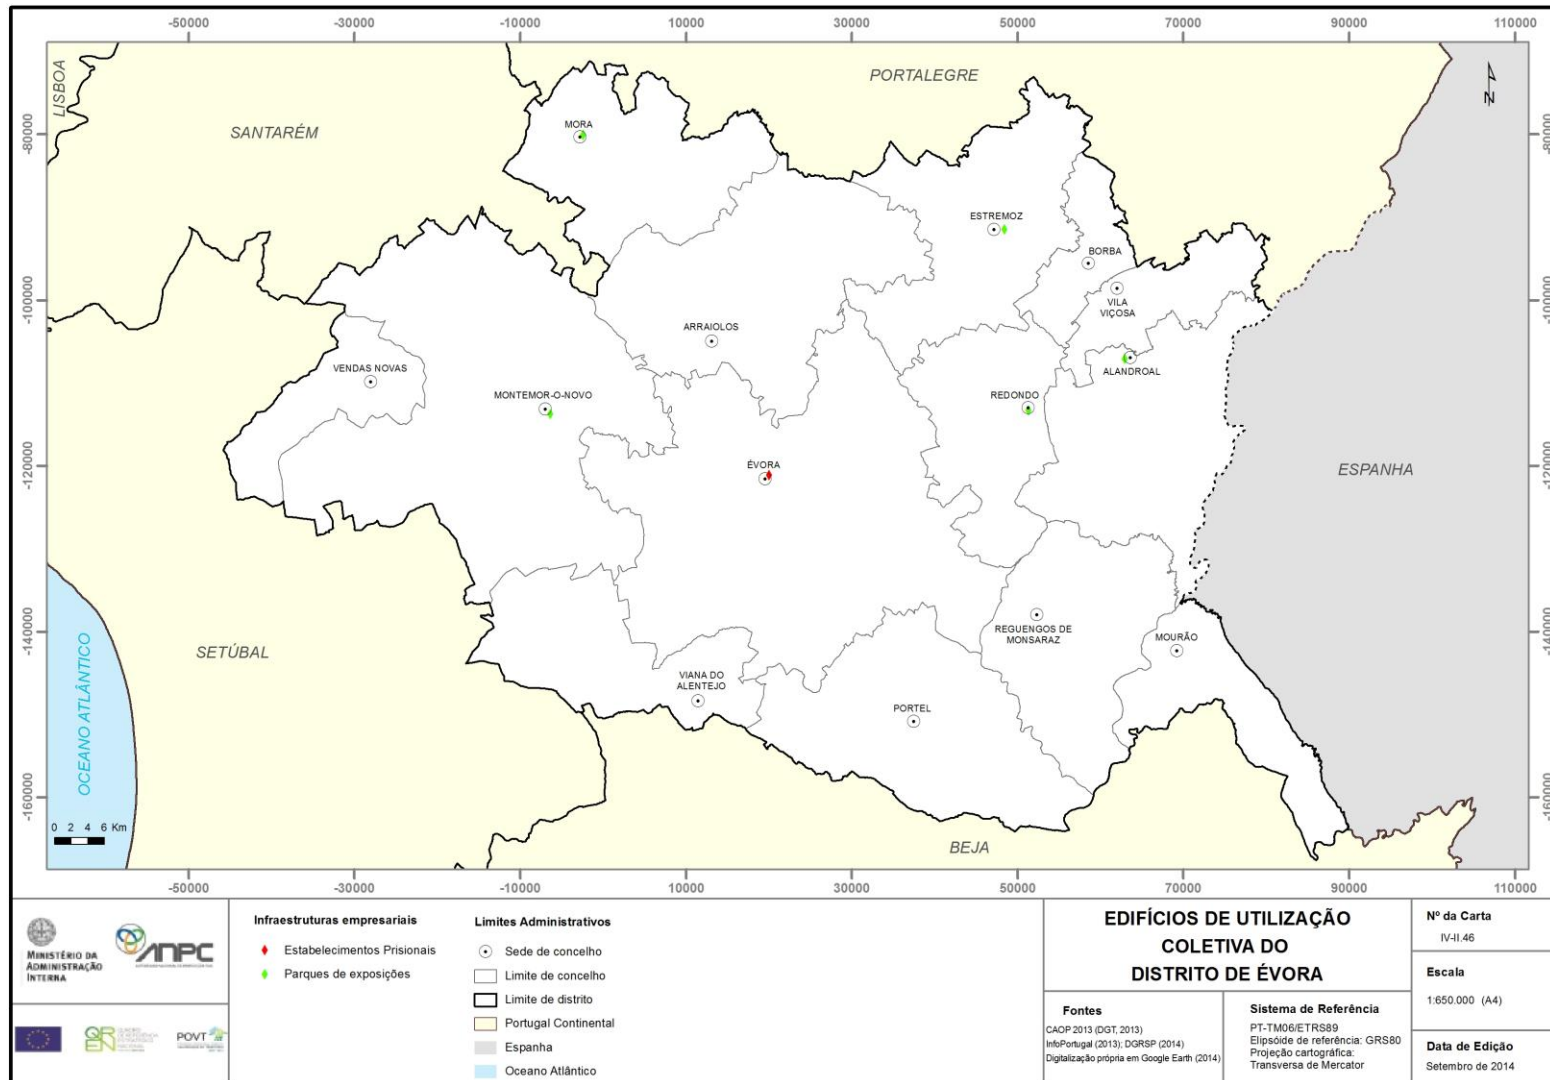 -50000 -30000 -10000 10000 30000 50000 70000 90000 110000
LISBOA
SANTARÉM
PORTALEGRE
N
-80000 -80000
MORA
ESTREMOZ
BORBA
VILA
VIÇOSA
-100000 -100000
ARRAIOLOS
VENDAS NOVAS
ALANDROAL
MONTEMOR-O-NOVO
REDONDO
ÉVORA
-120000 -120000
ESPANHA
REGUENGOS DE
MONSARAZ
MOURÃO
-140000 -140000
SETÚBAL
OCEANO ATLÂNTICO
VIANA DO
ALENTEJO
PORTEL
-160000 -160000
0 2 4 6 Km
BEJA
-50000 -30000 -10000 10000 30000 50000 70000 90000 110000
MINISTÉRIO DA
ADMINISTRAÇÃO
INTERNA
ANPC
QREN
POVT
Infraestruturas empresariais
Estabelecimentos Prisionais
Parques de exposições
Limites Administrativos
Sede de concelho
Limite de concelho
Limite de distrito
Portugal Continental
Espanha
Oceano Atlântico
EDIFÍCIOS DE UTILIZAÇÃO
COLETIVA DO
DISTRITO DE ÉVORA
Fontes
CAOP 2013 (DGT, 2013)
InfoPortugal (2013); DGRSP (2014)
Digitalização própria em Google Earth (2014)
Sistema de Referência
PT-TM06/ETRS89
Elipsóide de referência: GRS80
Projeção cartográfica:
Transversa de Mercator
Nº da Carta
IV-II.46
Escala
1:650.000 (A4)
Data de Edição
Setembro de 2014